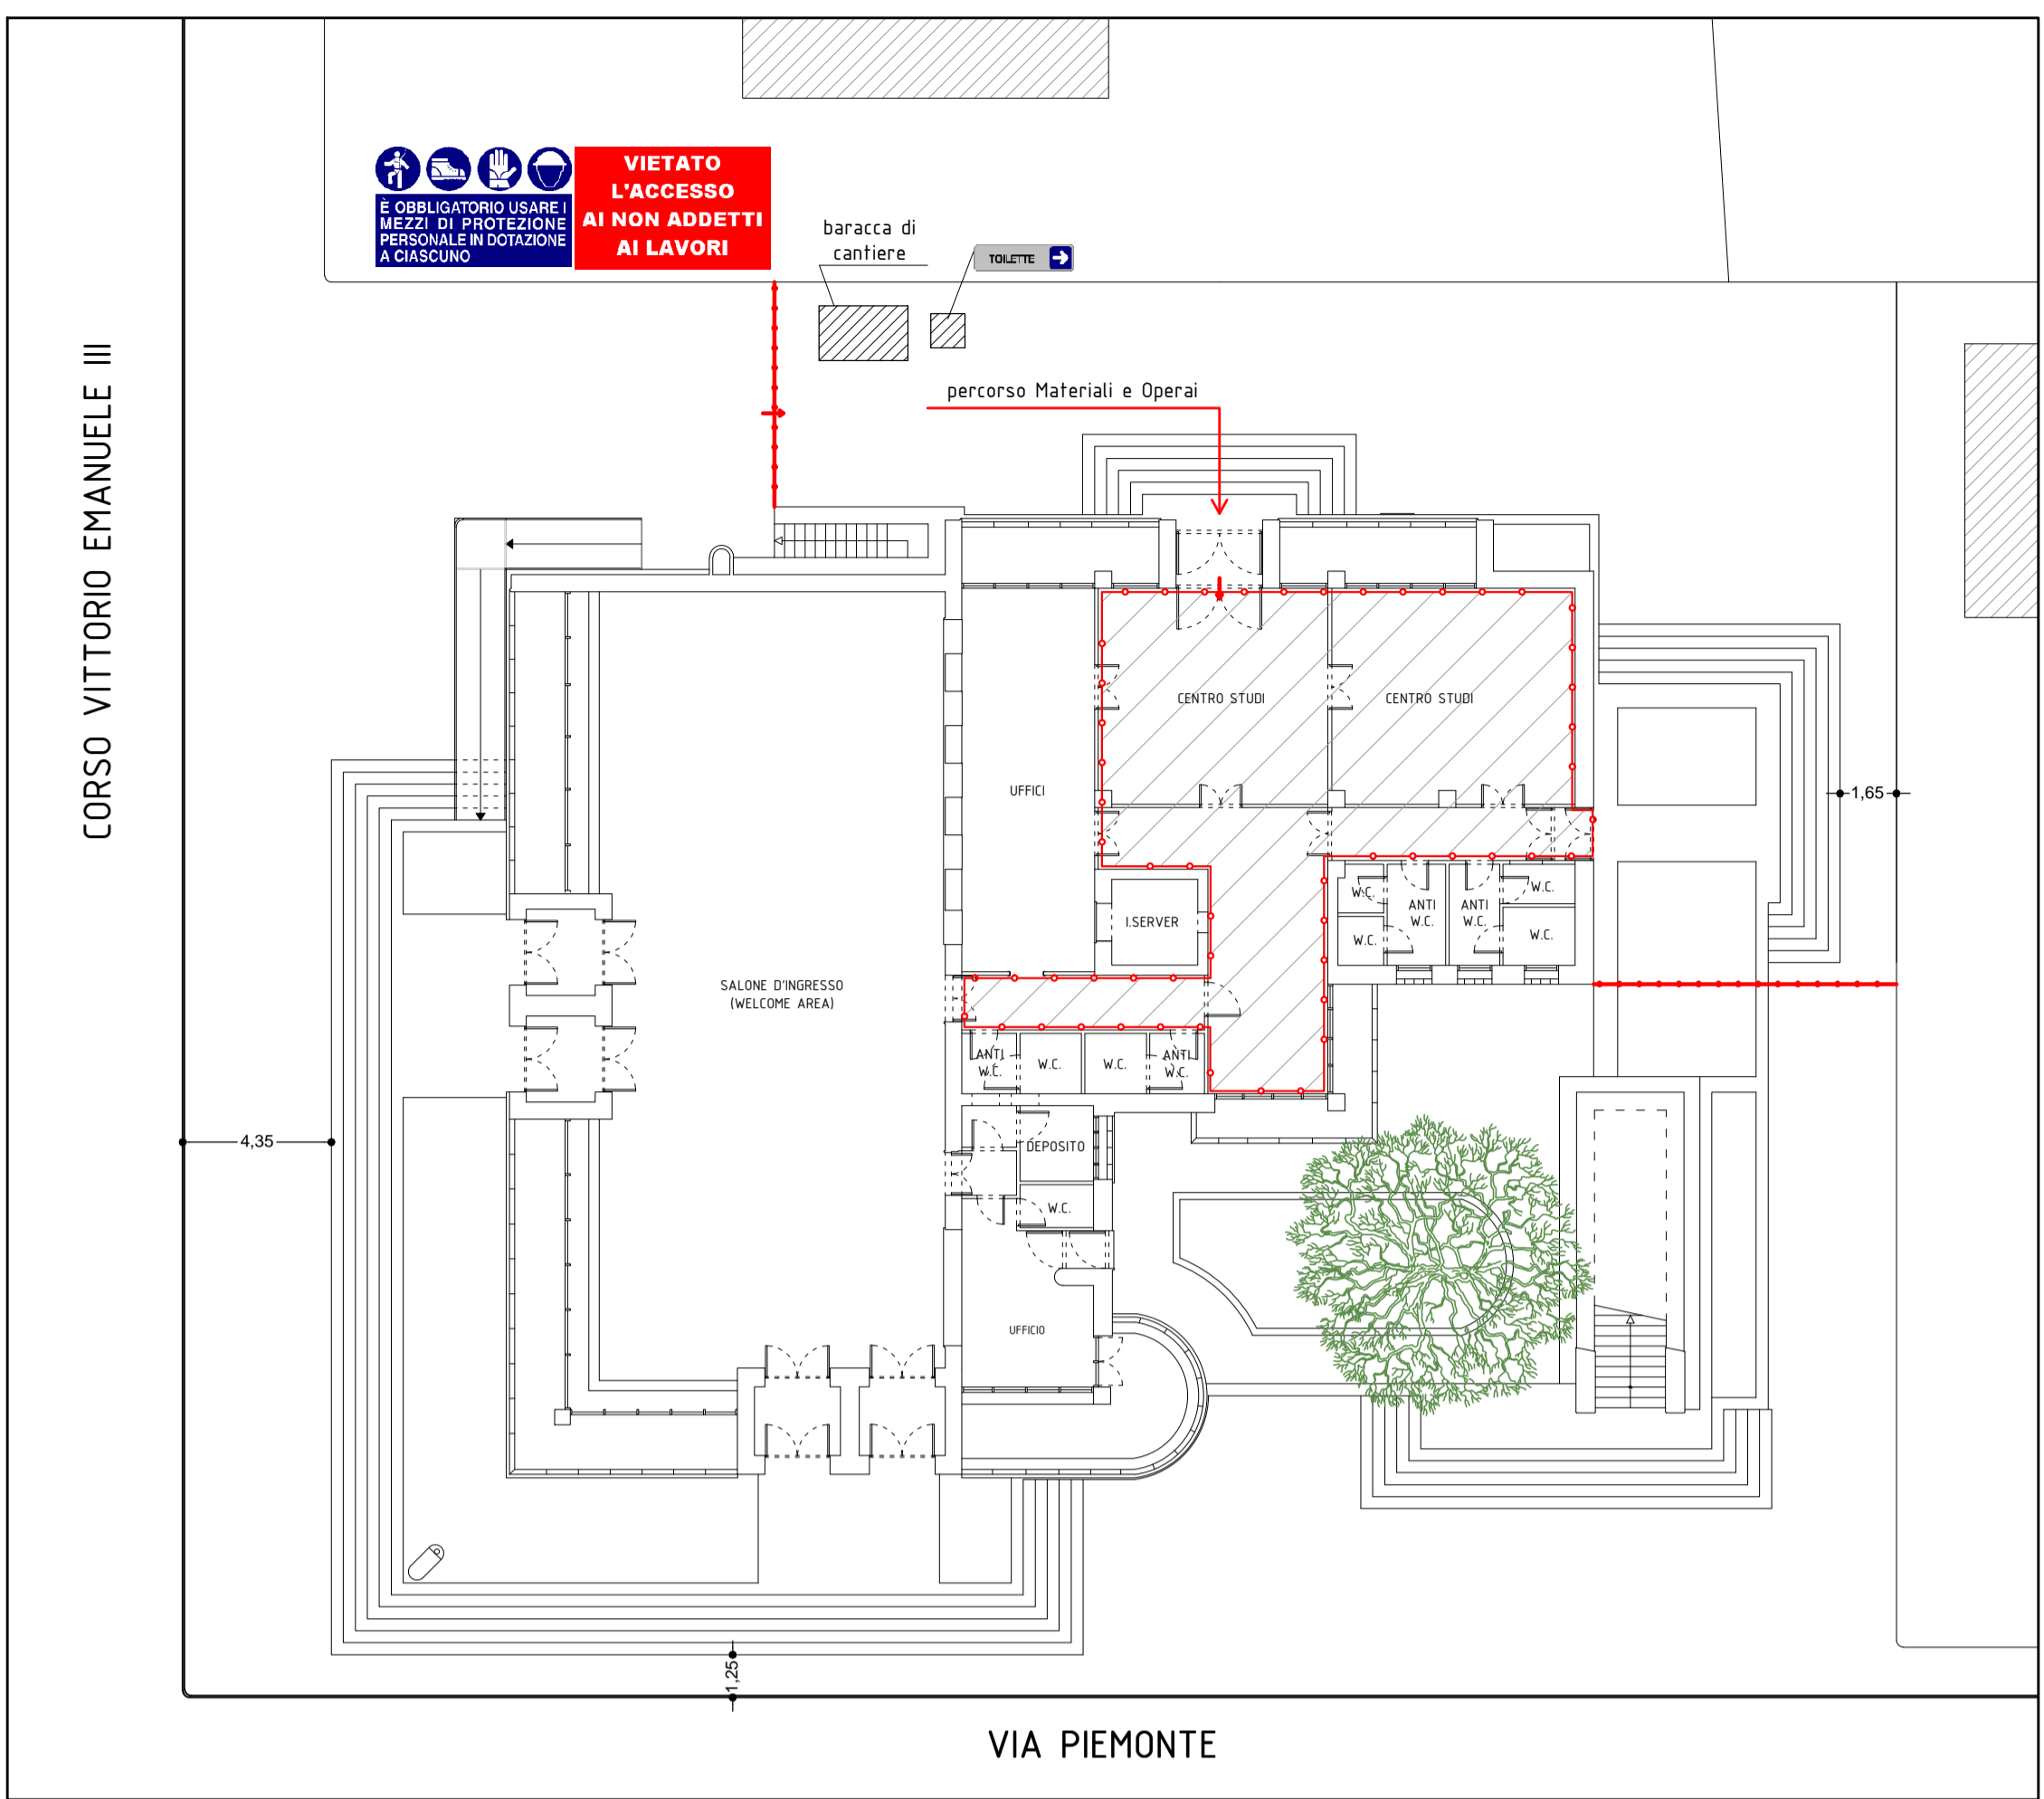 È OBBLIGATORIO USARE I
MEZZI DI PROTEZIONE
PERSONALE IN DOTAZIONE
A CIASCUNO
VIETATO
L'ACCESSO
AI NON ADDETTI
AI LAVORI
baracca di
cantiere
TOILETTE
percorso Materiali e Operai
CORSO VITTORIO EMANUELE III
CENTRO STUDI
CENTRO STUDI
UFFICI
1,65
W.C.
ANTI
W.C.
ANTI
W.C.
W.C.
W.C.
W.C.
I.SERVER
SALONE D'INGRESSO
(WELCOME AREA)
ANTI
W.C.
W.C.
W.C.
ANTI
W.C.
4,35
DEPOSITO
W.C.
UFFICIO
1,25
VIA PIEMONTE